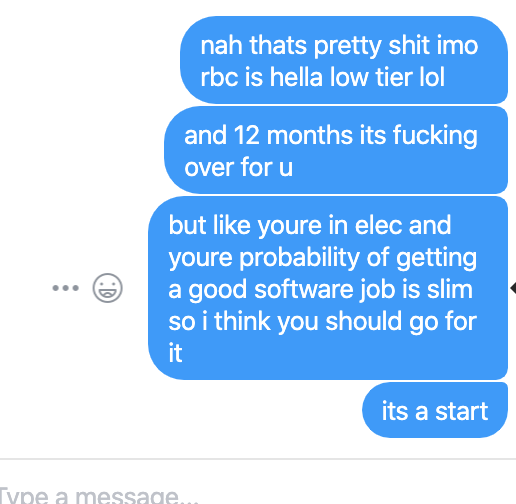 nah thats pretty shit imo
rbc is hella low tier lol
and 12 months its fucking
over for u
but like youre in elec and
youre probability of getting
a good software job is slim
so i think you should go for
it
its a start
Type a message...